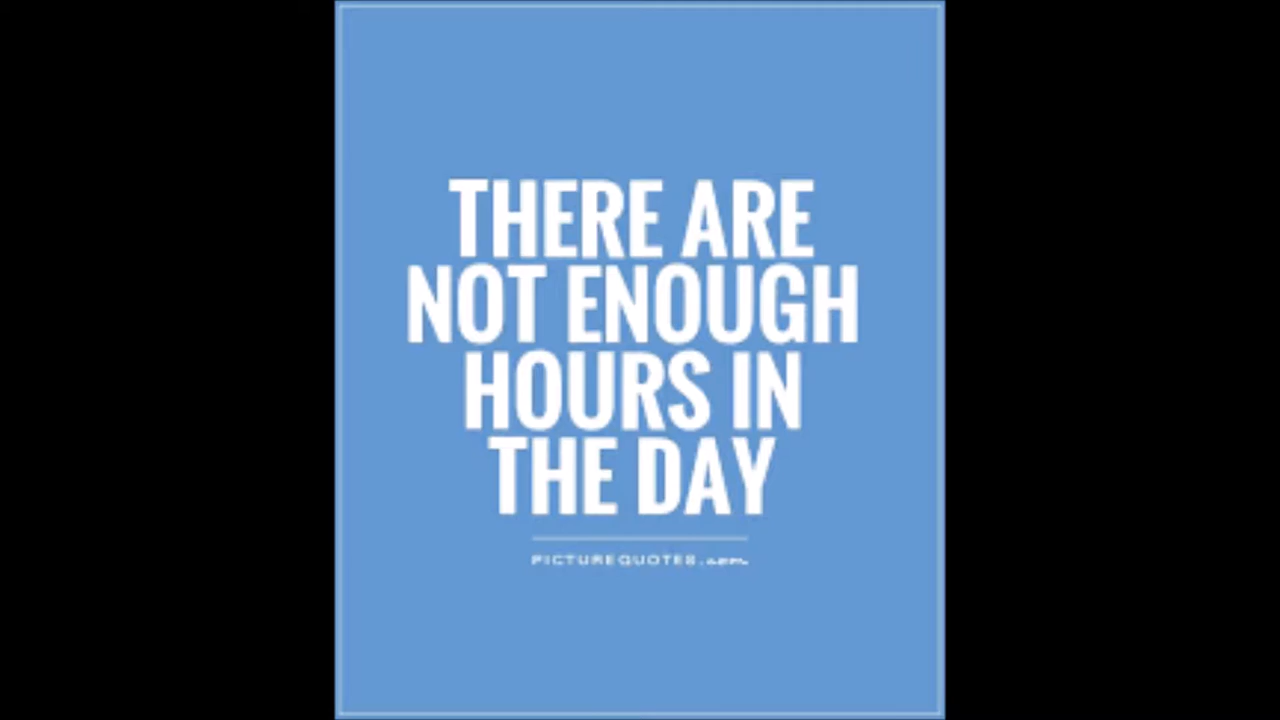 THERE ARE
NOT ENOUGH
HOURS IN
THE DAY
PICTUREQUOTES.com